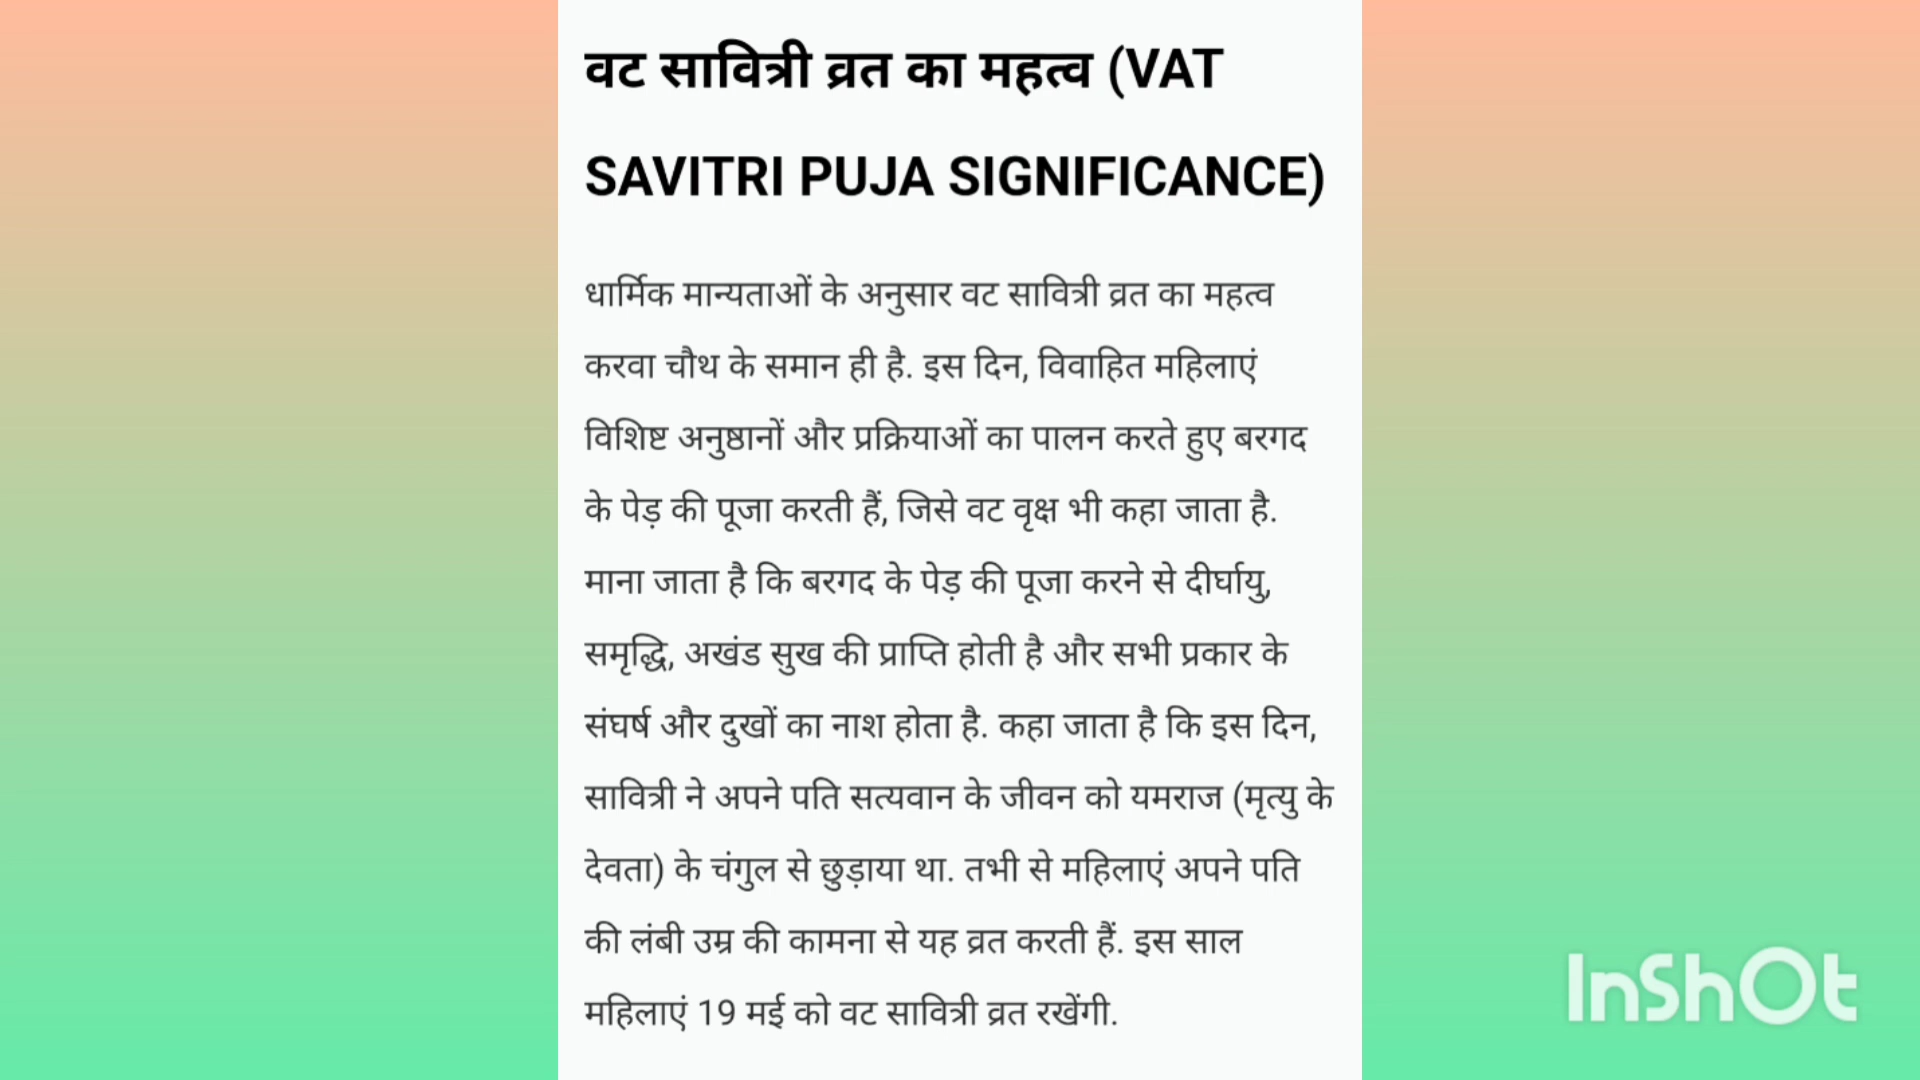 वट सावित्री व्रत का महत्व (VAT
SAVITRI PUJA SIGNIFICANCE)
धार्मिक मान्यताओं के अनुसार वट सावित्री व्रत का महत्व
करवा चौथ के समान ही है. इस दिन, विवाहित महिलाएं
विशिष्ट अनुष्ठानों और प्रक्रियाओं का पालन करते हुए बरगद
के पेड़ की पूजा करती हैं, जिसे वट वृक्ष भी कहा जाता है.
माना जाता है कि बरगद के पेड़ की पूजा करने से दीर्घायु,
समृद्धि, अखंड सुख की प्राप्ति होती है और सभी प्रकार के
संघर्ष और दुखों का नाश होता है. कहा जाता है कि इस दिन,
सावित्री ने अपने पति सत्यवान के जीवन को यमराज (मृत्यु के
देवता) के चंगुल से छुड़ाया था. तभी से महिलाएं अपने पति
की लंबी उम्र की कामना से यह व्रत करती हैं. इस साल
महिलाएं 19 मई को वट सावित्री व्रत रखेंगी.
InShOt